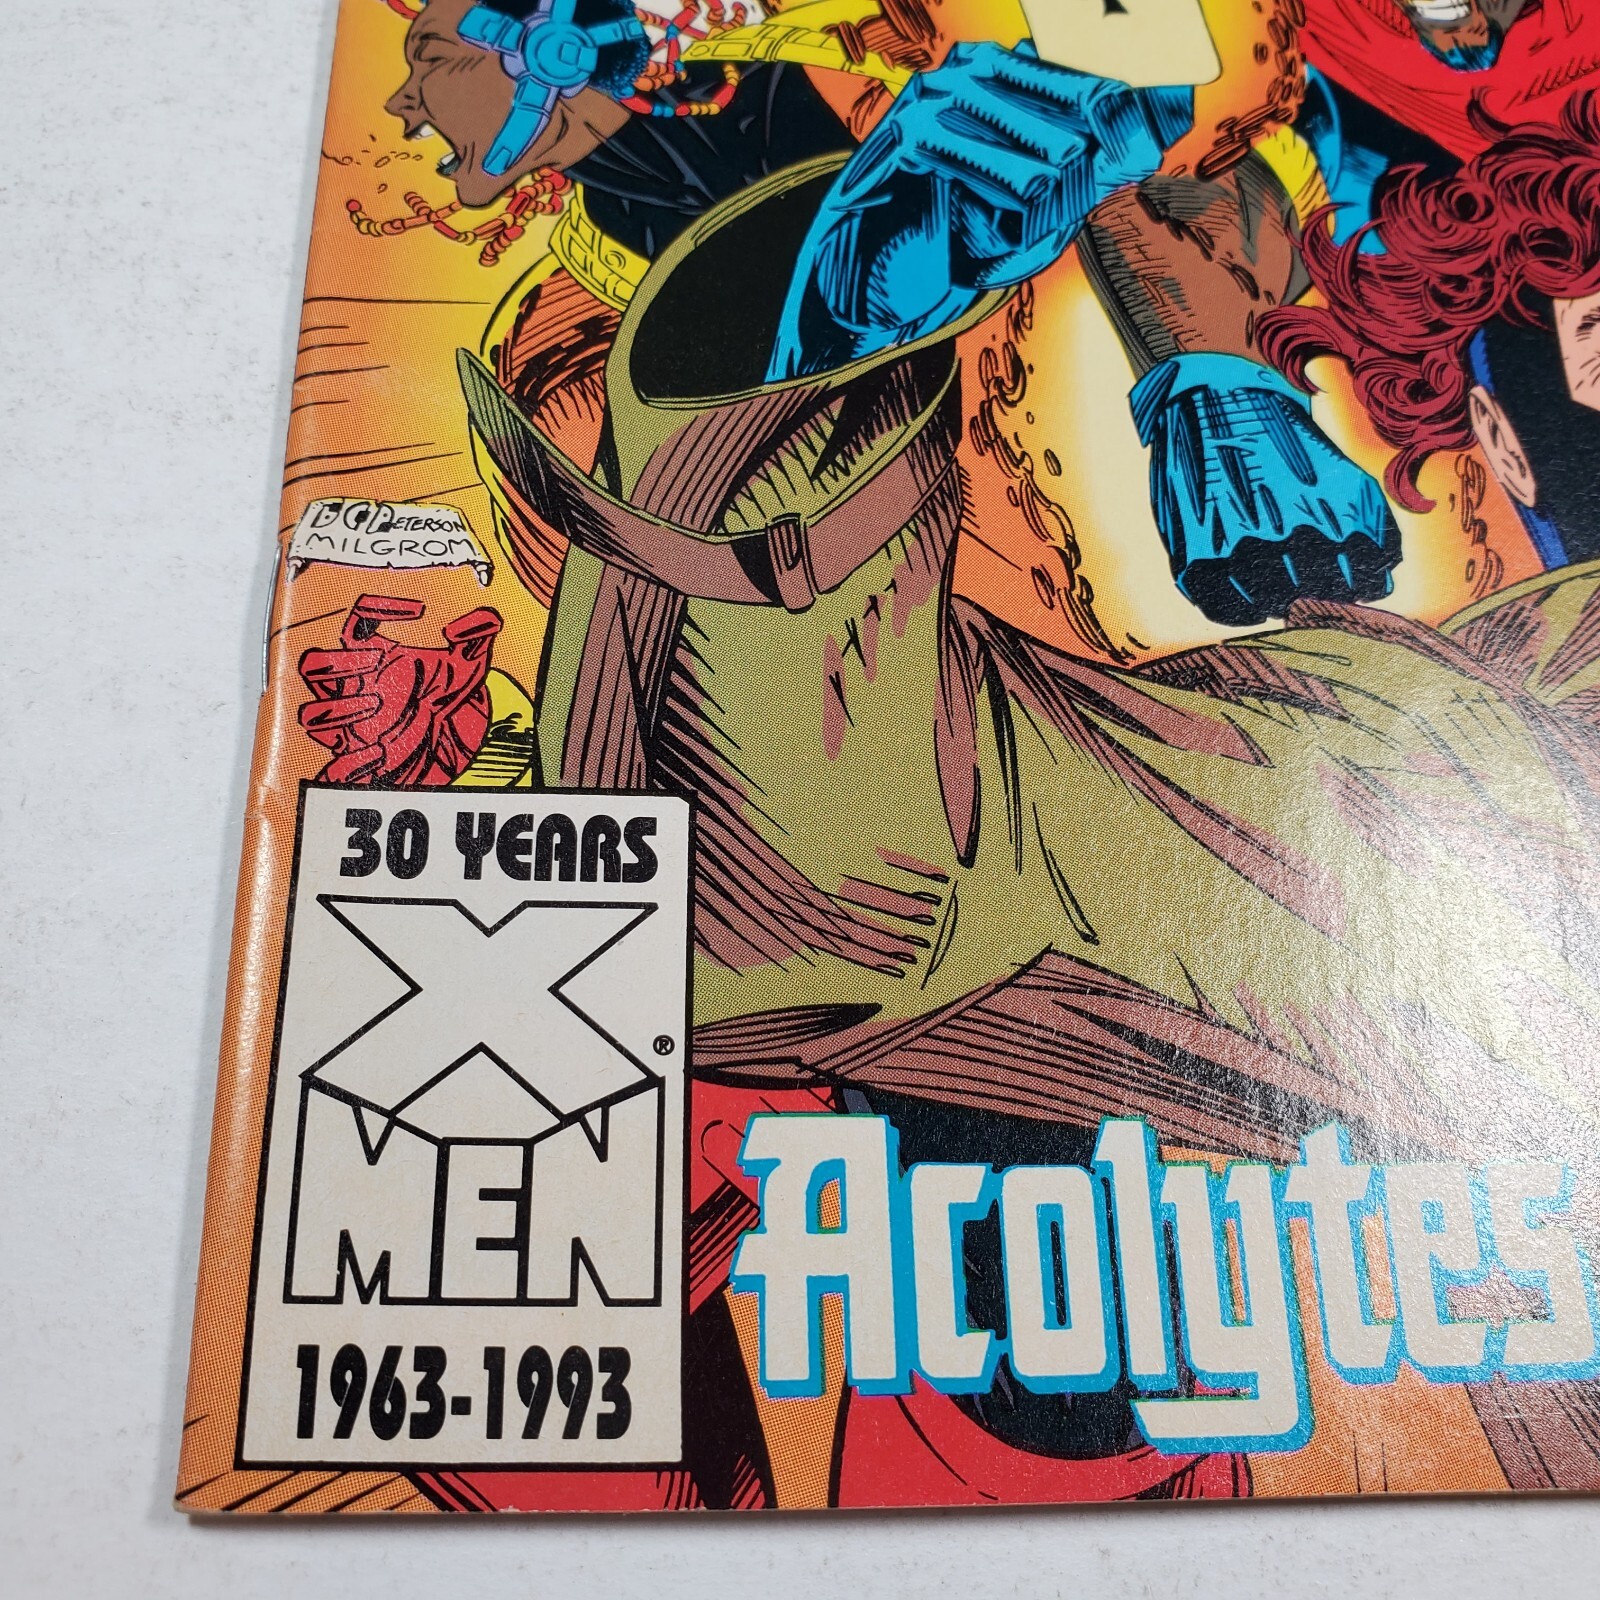 PETERSON
MILGROM
30 YEARS
X
®
MEN
1963-1993
Acolytes